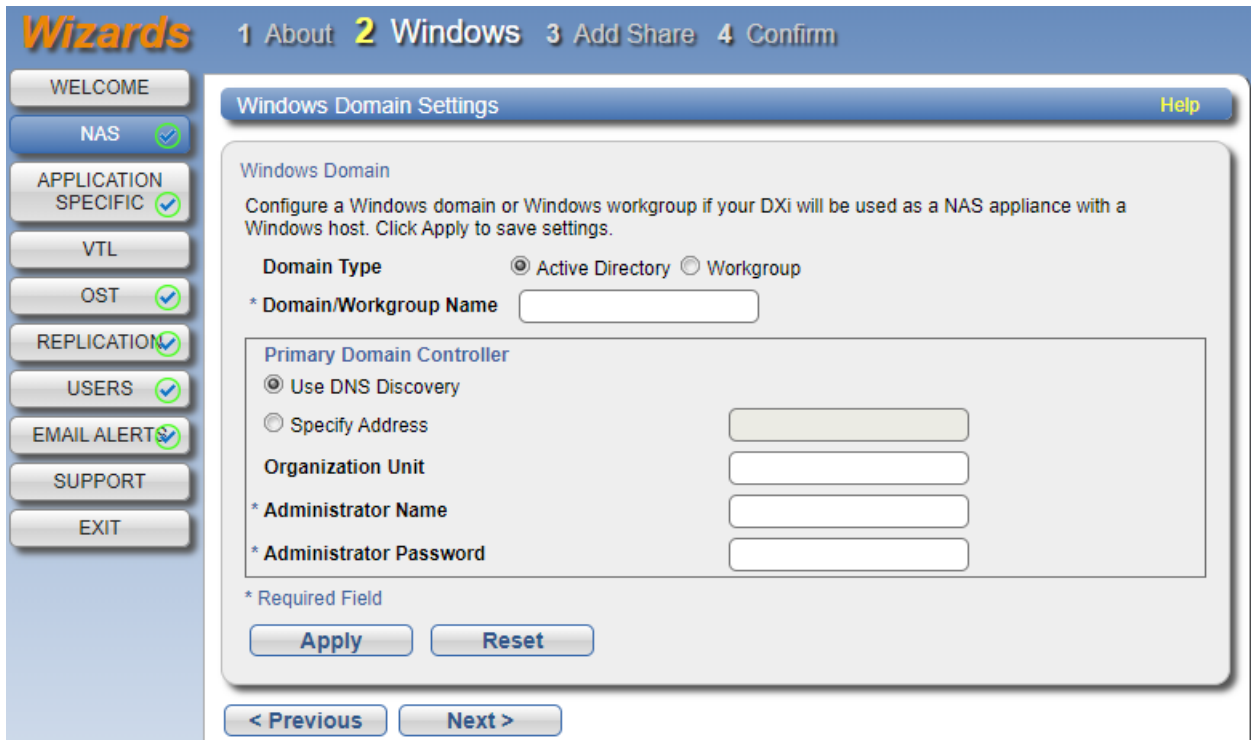 Wizards
1 About 2 Windows 3 Add Share 4 Confirm
WELCOME
NAS
APPLICATION
SPECIFIC
VTL
OST
REPLICATION
USERS
EMAIL ALERTS
SUPPORT
EXIT
Windows Domain Settings Help
Windows Domain
Configure a Windows domain or Windows workgroup if your DXi will be used as a NAS appliance with a
Windows host. Click Apply to save settings.
Domain Type Active Directory Workgroup
* Domain/Workgroup Name
Primary Domain Controller
Use DNS Discovery
Specify Address
Organization Unit
* Administrator Name
* Administrator Password
* Required Field
Apply Reset
< Previous Next >